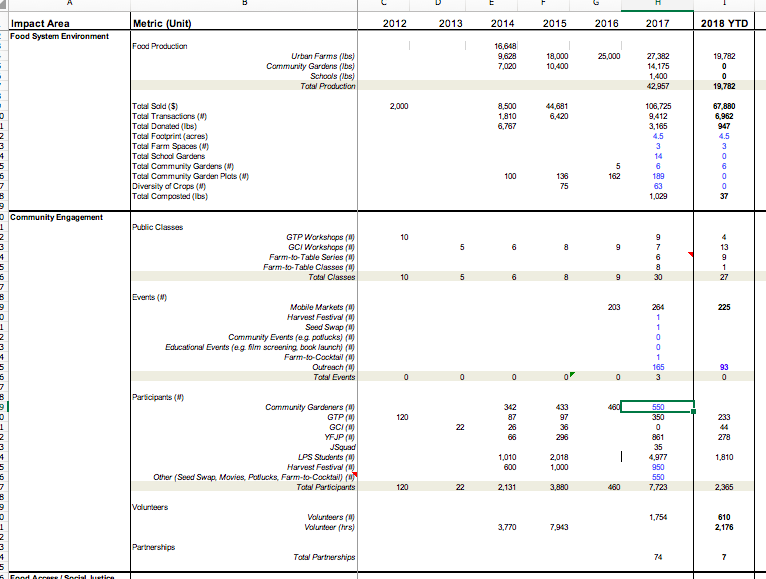 A B C D E F G H I
Impact Area Metric (Unit) 2012 2013 2014 2015 2016 2017 2018 YTD
Food System Environment
Food Production 16,648
Urban Farms (lbs) 9,628 18,000 25,000 27,382 19,782
Community Gardens (lbs) 7,020 10,400 14,175 0
Schools (lbs) 1,400 0
Total Production 42,957 19,782
Total Sold ($) 2,000 8,500 44,681 106,725 67,880
Total Transactions (#) 1,810 6,420 9,412 6,962
Total Donated (lbs) 6,767 3,165 947
Total Footprint (acres) 4.5 4.5
Total Farm Spaces (#) 3 3
Total School Gardens 14 0
Total Community Gardens (#) 5 6 6
Total Community Garden Plots (#) 100 136 162 189 0
Diversity of Crops (#) 75 63 0
Total Composted (lbs) 1,029 37
Community Engagement
Public Classes
GTP Workshops (#) 10 9 4
GCI Workshops (#) 5 6 8 9 7 13
Farm-to-Table Series (#) 6 9
Farm-to-Table Classes (#) 8 1
Total Classes 10 5 6 8 9 30 27
Events (#)
Mobile Markets (#) 203 264 225
Harvest Festival (#) 1
Seed Swap (#) 1
Community Events (e.g. potlucks) (#) 0
Educational Events (e.g. film screening, book launch) (#) 0
Farm-to-Cocktail (#) 1
Outreach (#) 165 93
Total Events 0 0 0 0 0 3 0
Participants (#)
Community Gardeners (#) 342 433 460 550
GTP (#) 120 87 97 350 233
GCI (#) 22 26 36 0 44
YFJP (#) 66 296 861 278
JSquad 35
LPS Students (#) 1,010 2,018 4,977 1,810
Harvest Festival (#) 600 1,000 950
Other (Seed Swap, Movies, Potlucks, Farm-to-Cocktail) (#) 550
Total Participants 120 22 2,131 3,880 460 7,723 2,365
Volunteers
Volunteers (#) 1,754 610
Volunteer (hrs) 3,770 7,943 2,176
Partnerships
Total Partnerships 74 7
Food Access / Social Justice